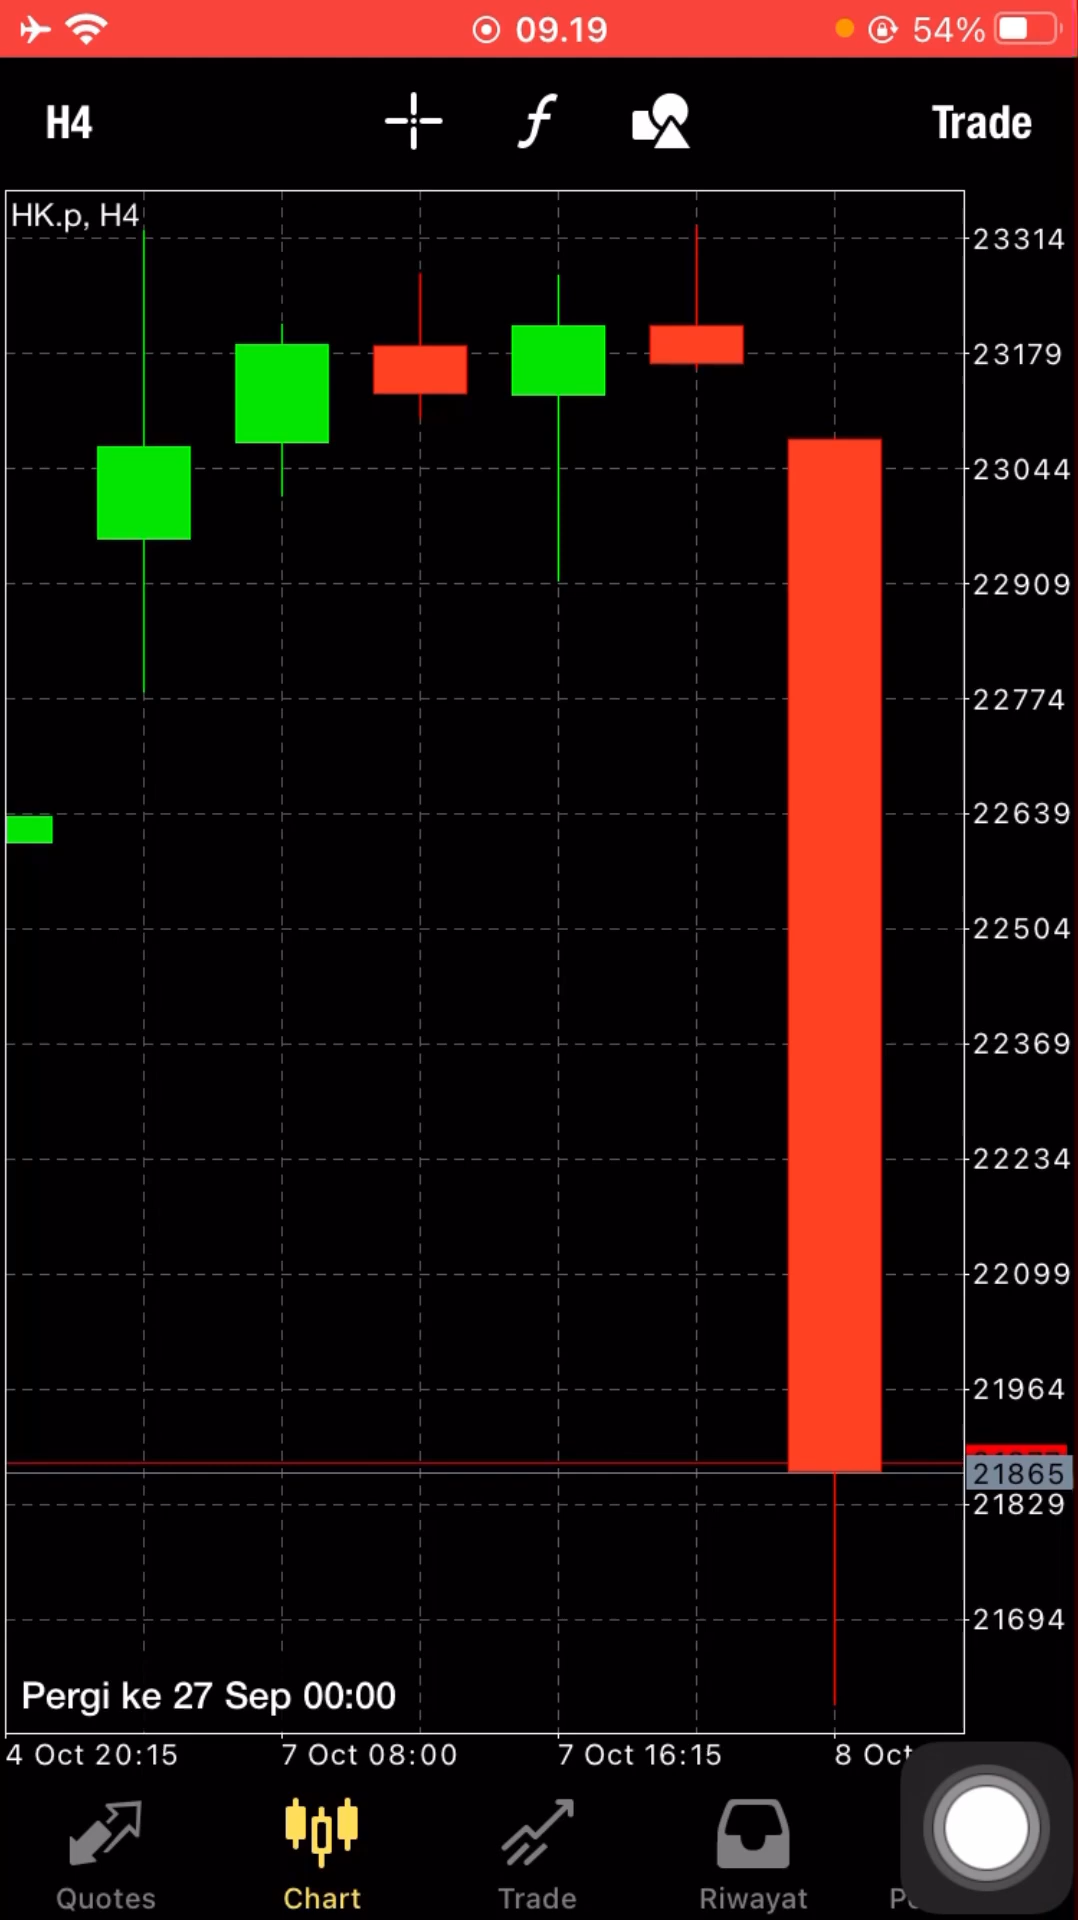 09.19
54%
H4
f
Trade
HK.p, H4
23314
23179
23044
22909
22774
22639
22504
22369
22234
22099
21964
21865
21829
21694
Pergi ke 27 Sep 00:00
4 Oct 20:15
7 Oct 08:00
7 Oct 16:15
8 Oct
Quotes
Chart
Trade
Riwayat